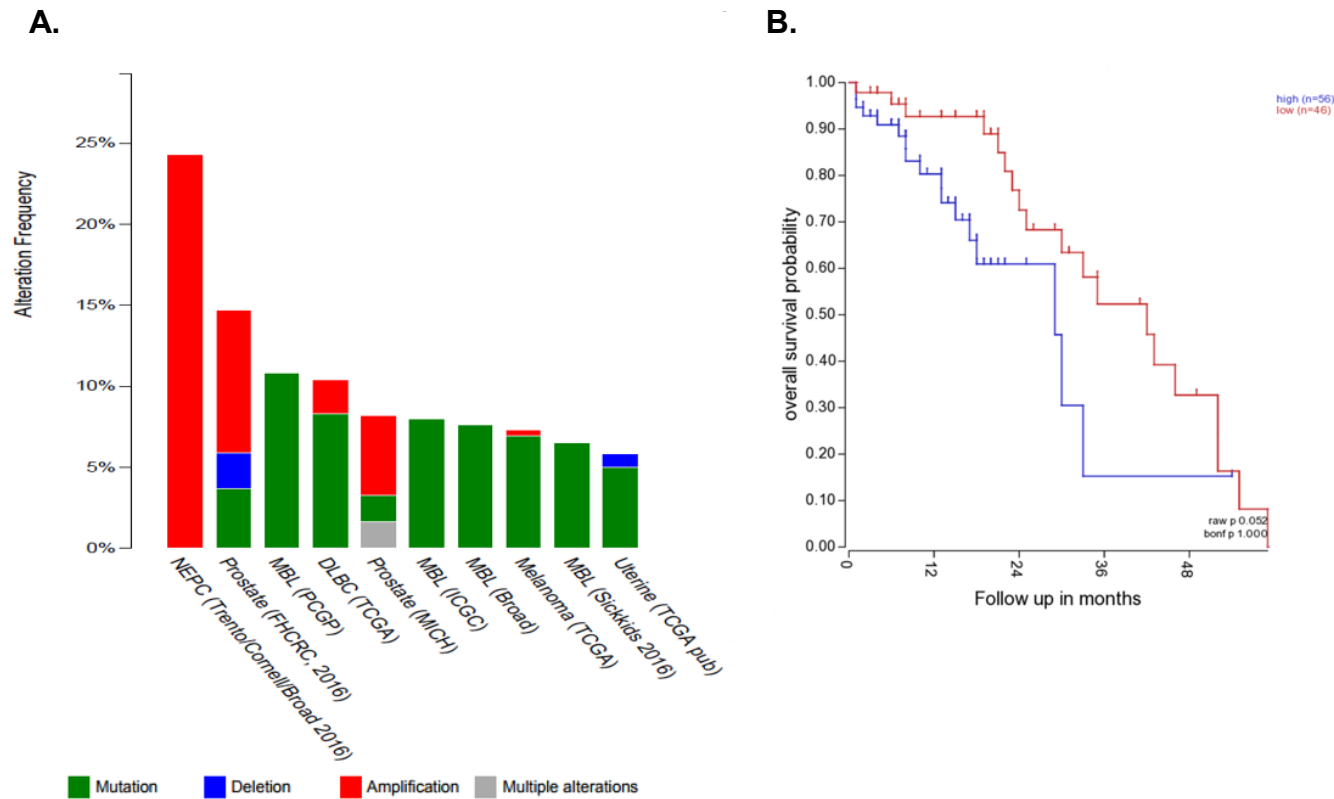 A.
B.
Alteration Frequency
25%
20%
15%
10%
5%
0%
NEPC (Trento/Cornell/Broad 2016)
Prostate (FHCRC, 2016)
MBL (PCGP)
DLBC (TCGA)
Prostate (MICH)
MBL (ICGC)
MBL (Broad)
Melanoma (TCGA)
MBL (Sickkids 2016)
Uterine (TCGA pub)
Mutation
Deletion
Amplification
Multiple alterations
overall survival probability
1.00
0.90
0.80
0.70
0.60
0.50
0.40
0.30
0.20
0.10
0.00
high (n=56)
low (n=46)
raw p 0.052
bonf p 1.000
0
12
24
36
48
Follow up in months